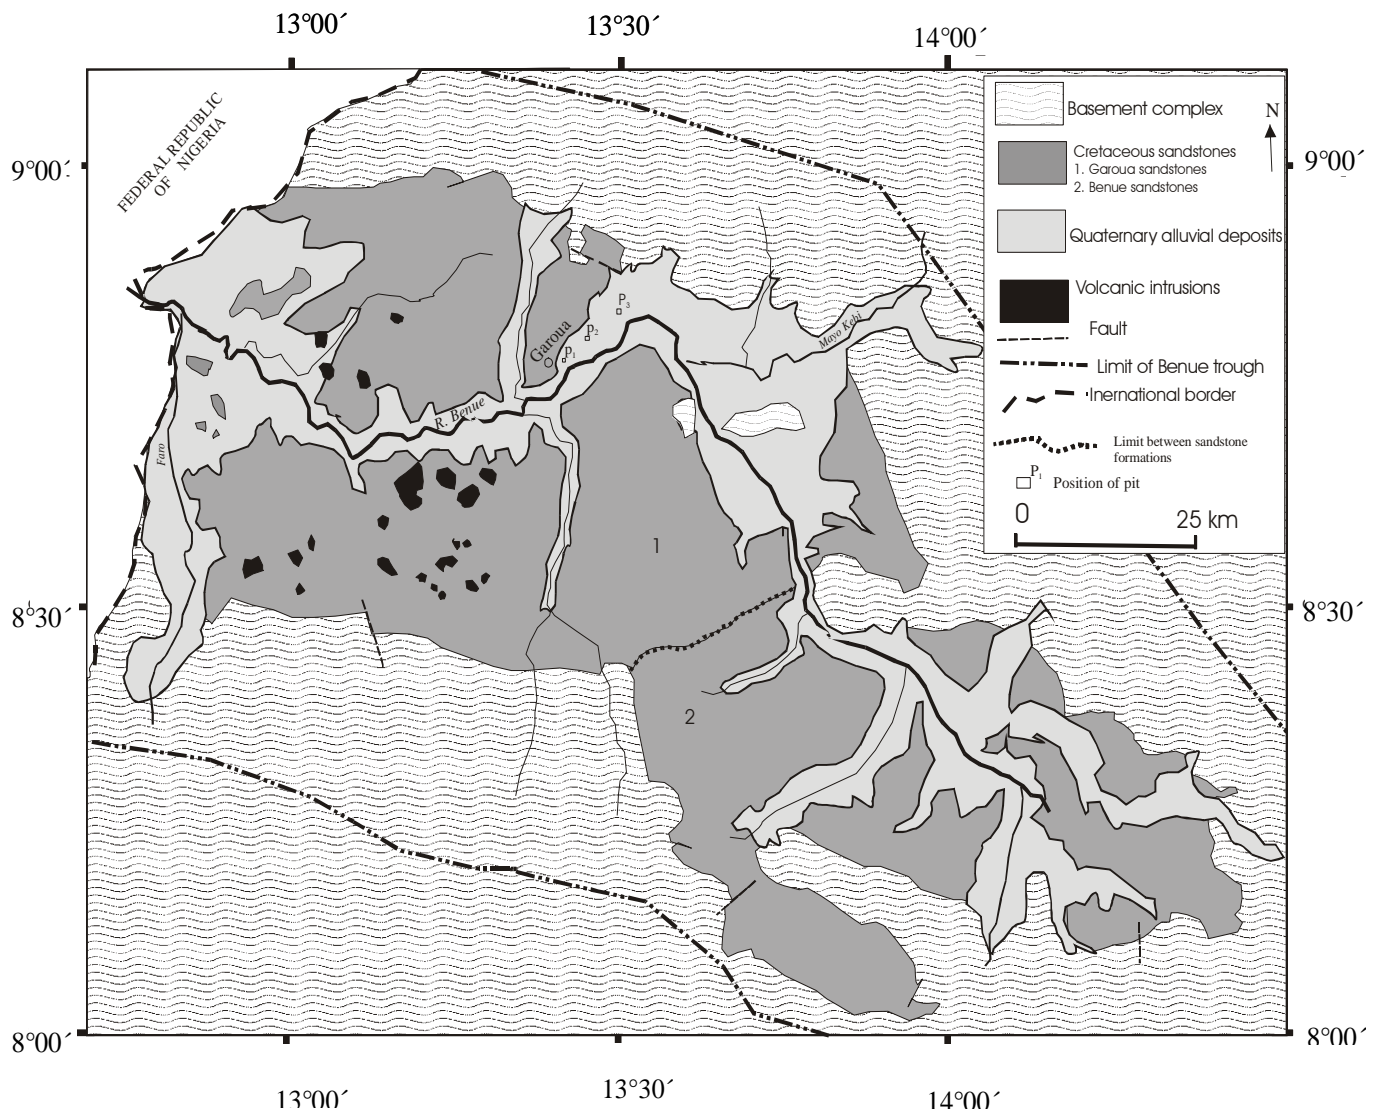 13°00´
13°30´
14°00´
FEDERAL REPUBLIC
OF NIGERIA
Basement complex
N
Cretaceous sandstones
1. Garoua sandstones
2. Benue sandstones
Quaternary alluvial deposits
Volcanic intrusions
Fault
Limit of Benue trough
Inernational border
Limit between sandstone
formations
P1
Position of pit
0
25 km
9°00´
9°00´
P3
P2
P1
Garoua
Mayo Kebi
R. Benue
Faro
1
8°30´
8°30´
2
8°00´
8°00´
13°00´
13°30´
14°00´